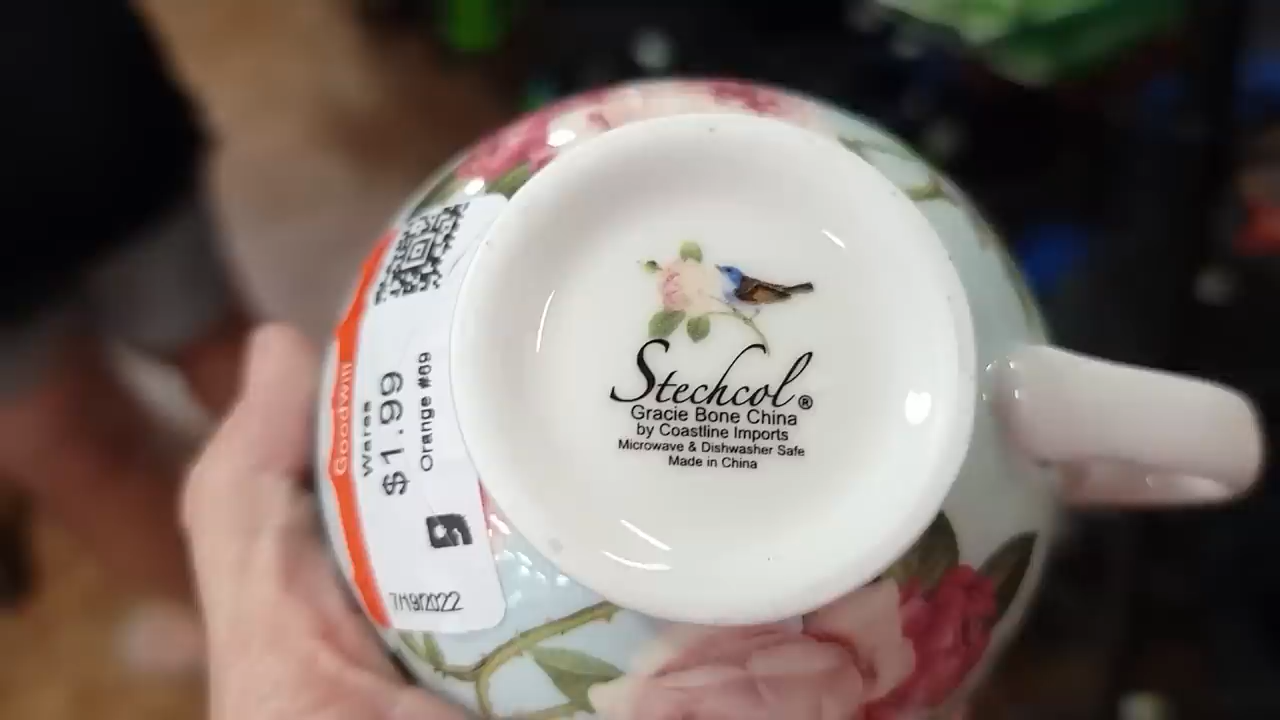 Stechcol®
Gracie Bone China
by Coastline Imports
Microwave & Dishwasher Safe
Made in China
Goodwill
Wares
$1.99
Orange #09
7/19/2022